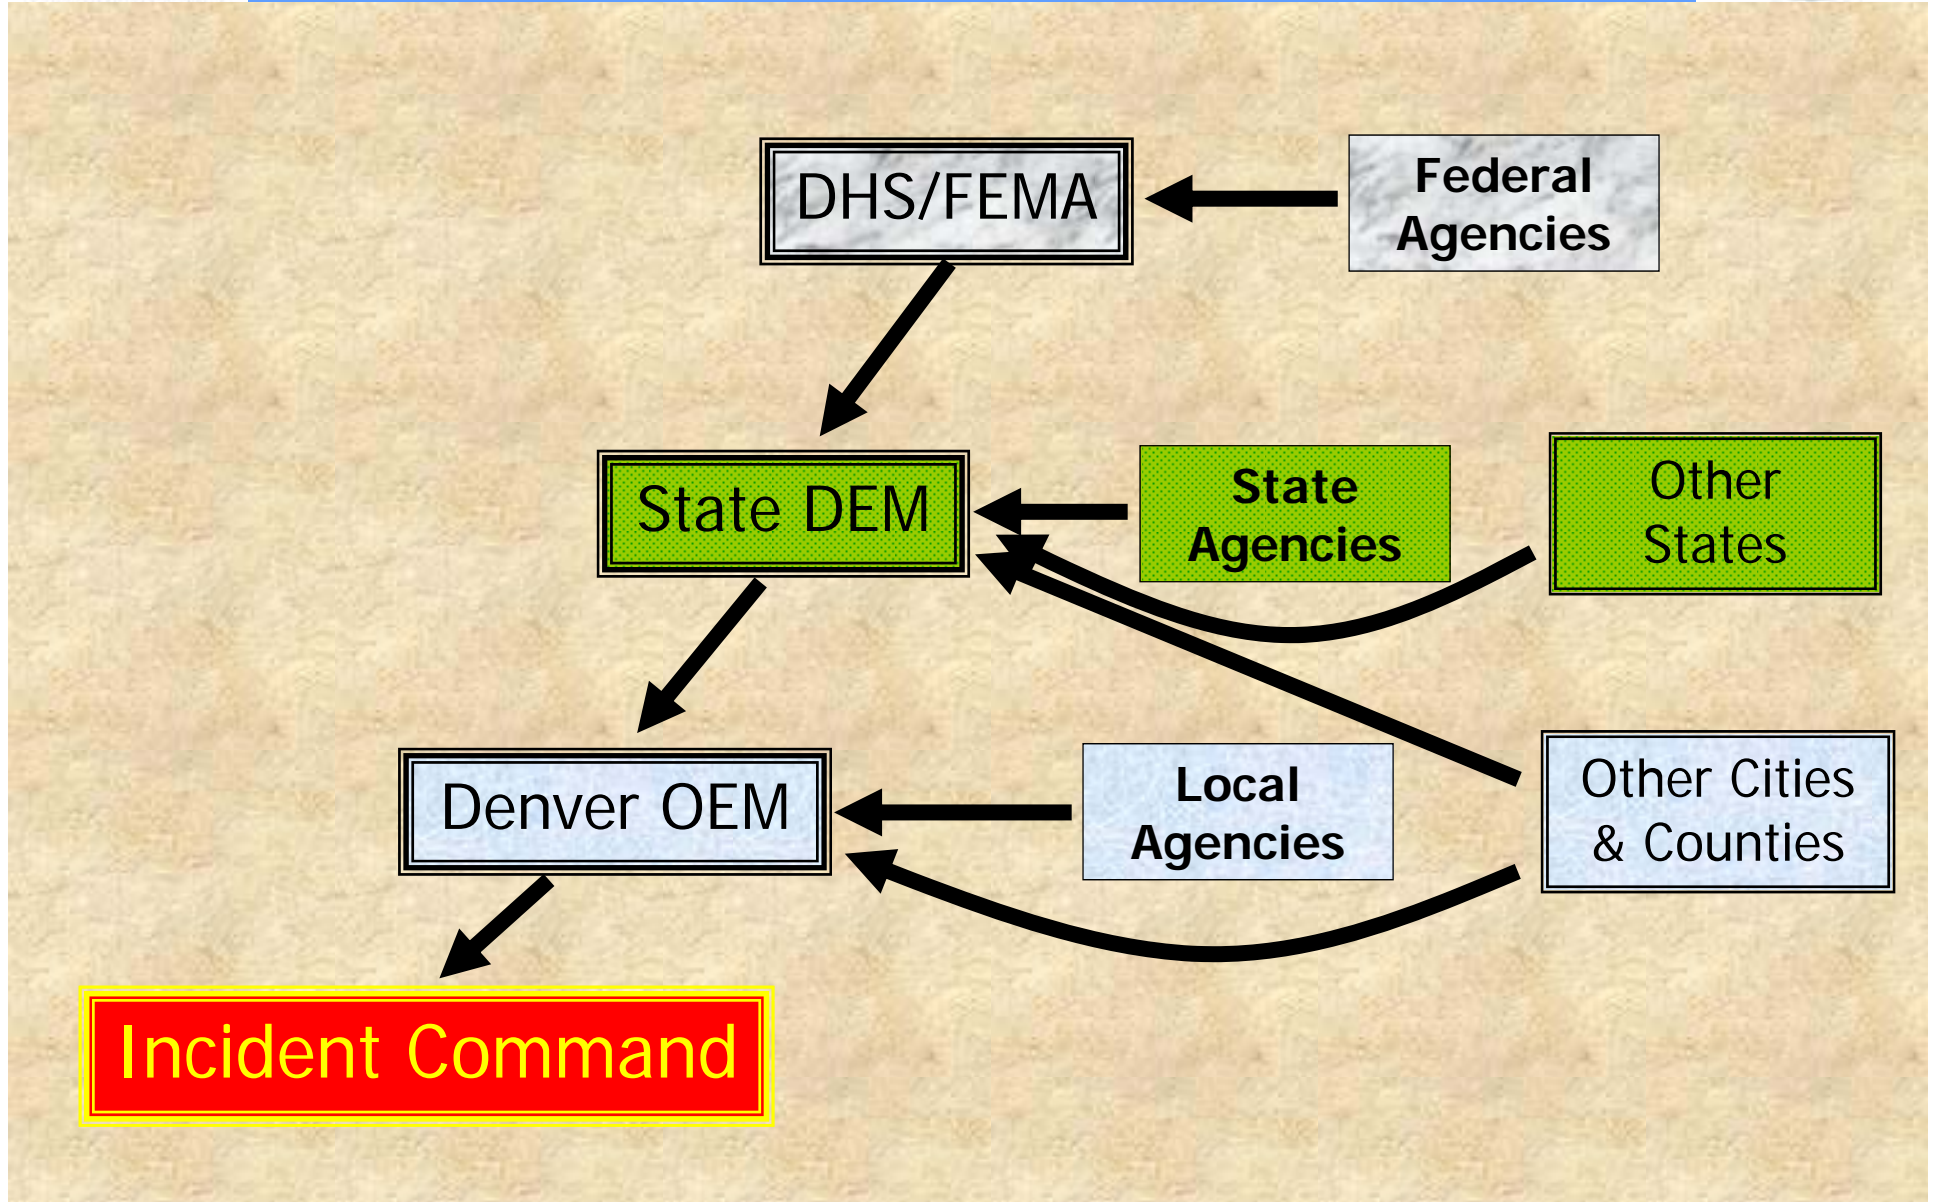 DHS/FEMA
Federal
Agencies
State DEM
State
Agencies
Other
States
Denver OEM
Local
Agencies
Other Cities
& Counties
Incident Command